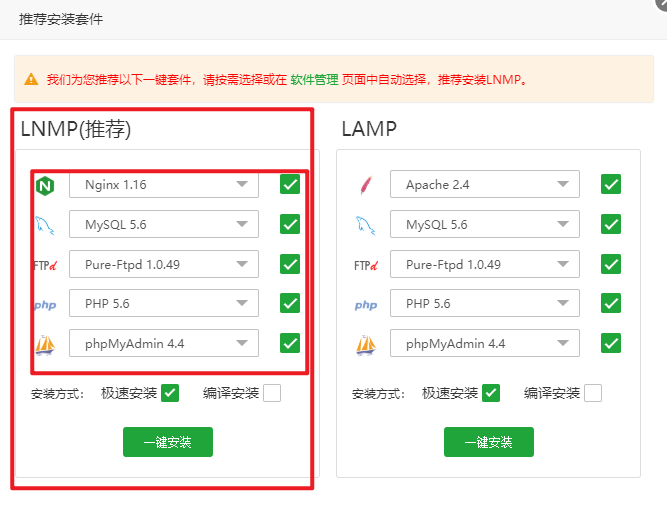 推荐安装套件
我们为您推荐以下一键套件，请按需选择或在 软件管理 页面中自动选择，推荐安装LNMP。
LNMP(推荐)
Nginx 1.16
MySQL 5.6
FTPd
Pure-Ftpd 1.0.49
php
PHP 5.6
phpMyAdmin 4.4
安装方式: 极速安装 编译安装
一键安装
LAMP
Apache 2.4
MySQL 5.6
FTPd
Pure-Ftpd 1.0.49
php
PHP 5.6
phpMyAdmin 4.4
安装方式: 极速安装 编译安装
一键安装